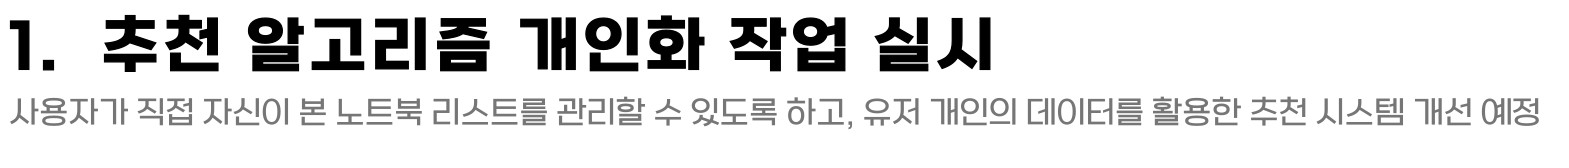 1. 추천 알고리즘 개인화 작업 실시
사용자가 직접 자신이 본 노트북 리스트를 관리할 수 있도록 하고, 유저 개인의 데이터를 활용한 추천 시스템 개선 예정